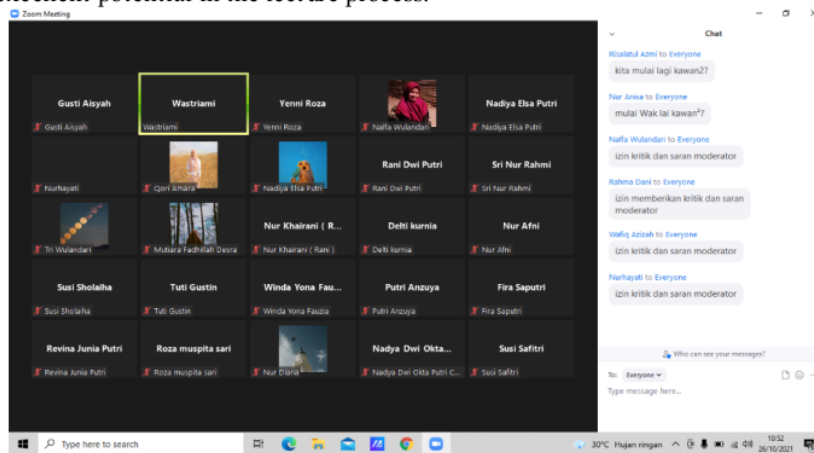 Zoom Meeting
Gusti Aisyah
Gusti Aisyah
Wastriami
Wastriami
Yenni Roza
Yenni Roza
Nalfa Wulandari
Nadiya Elsa Putri
Nadiya Elsa Putri
Nurhayati
Qori Amara
Nadiya Elsa Putri
Rani Dwi Putri
Rani Dwi Putri
Sri Nur Rahmi
Sri Nur Rahmi
Tri Wulandari
Mutiara Fadhillah Desra
Nur Khairani ( R...
Nur Khairani ( Rani )
Delti kurnia
Delti kurnia
Nur Afni
Nur Afni
Susi Sholaiha
Susi Sholaiha
Tuti Gustin
Tuti Gustin
Winda Yona Fau...
Winda Yona Fauzia
Putri Anzuya
Putri Anzuya
Fira Saputri
Fira Saputri
Revina Junia Putri
Revina Junia Putri
Roza muspita sari
Roza muspita sari
Nur Diana
Nadya Dwi Okta...
Nadya Dwi Okta Putri C...
Susi Safitri
Susi Safitri
Chat
Risalatul Azmi to Everyone
kita mulai lagi kawan2?
Nur Anisa to Everyone
mulai Wak lai kawan²?
Nalfa Wulandari to Everyone
izin kritik dan saran moderator
Rahma Dani to Everyone
izin memberikan kritik dan saran
moderator
Wafiq Azizah to Everyone
izin kritik dan saran moderator
Nurhayati to Everyone
izin kritik dan saran moderator
Who can see your messages?
To: Everyone
Type message here...
Type here to search
30°C Hujan ringan
10:52
26/10/2021